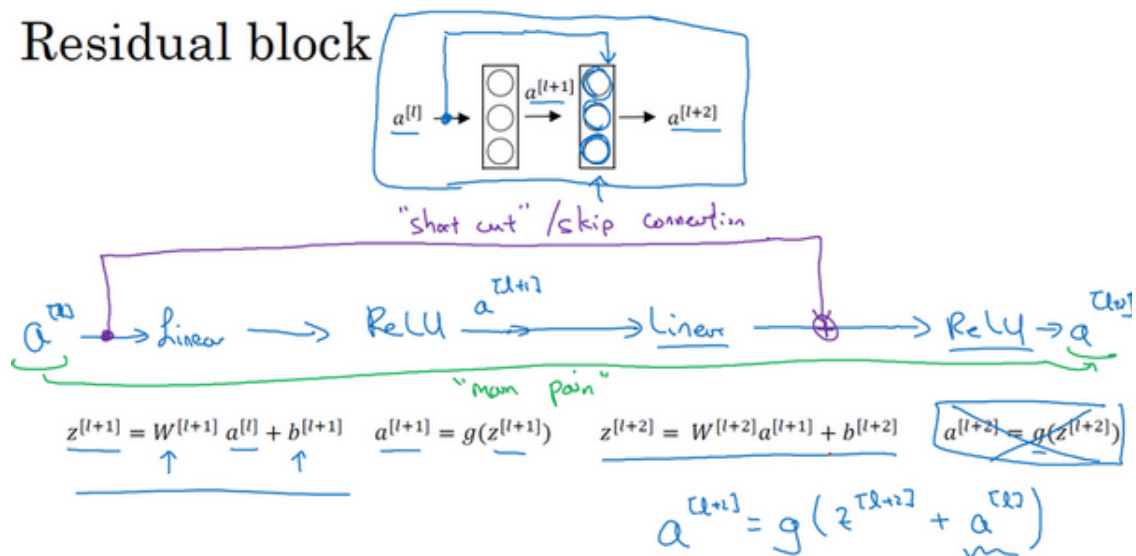 Residual block
a^[l] a^[l+1] a^[l+2]
"short cut" /skip connection
a^[l] Linear ReLU a^[l+1] Linear ReLU a^[l+2]
"main
z^[l+1] = W^[l+1] a^[l] + b^[l+1] a^[l+1] = g(z^[l+1]) z^[l+2] = W^[l+2]a^[l+1] + b^[l+2] a^[l+2] = g(z^[l+2])
a^[l+2] = g(z^[l+2] + a^[l])